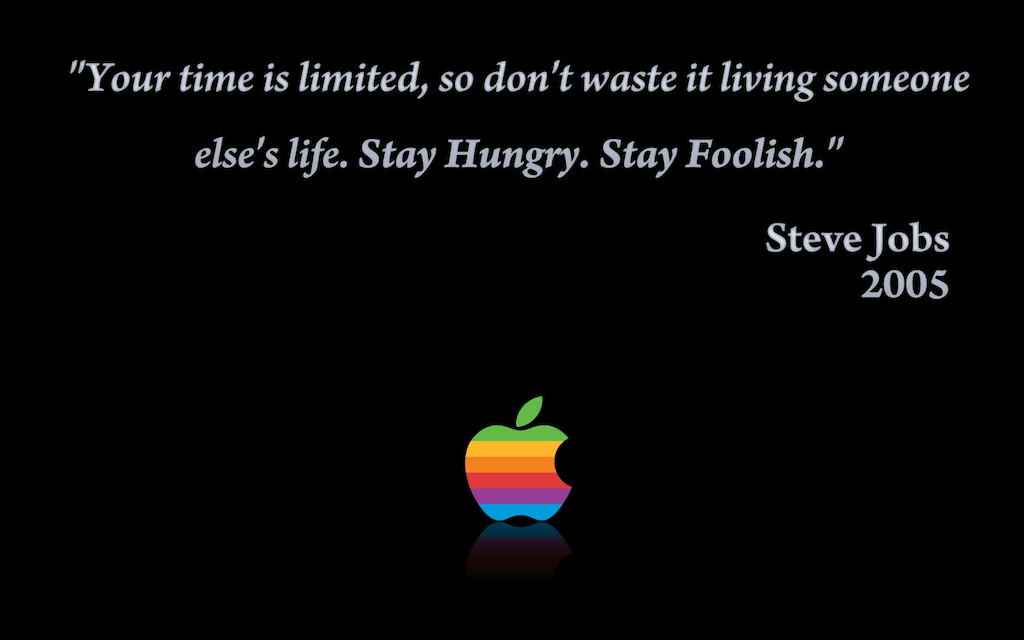 "Your time is limited, so don't waste it living someone
else's life. Stay Hungry. Stay Foolish."
Steve Jobs
2005